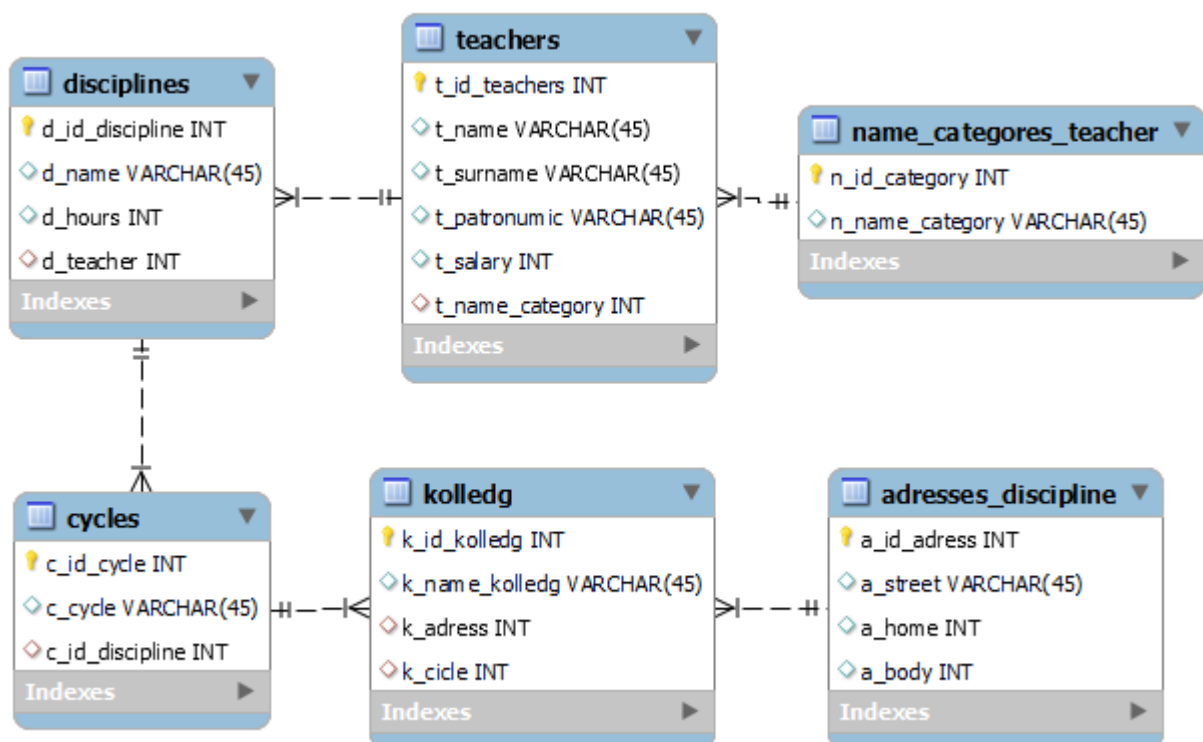 disciplines
d_id_discipline INT
d_name VARCHAR(45)
d_hours INT
d_teacher INT
Indexes
teachers
t_id_teachers INT
t_name VARCHAR(45)
t_surname VARCHAR(45)
t_patronumic VARCHAR(45)
t_salary INT
t_name_category INT
Indexes
name_categores_teacher
n_id_category INT
n_name_category VARCHAR(45)
Indexes
cycles
c_id_cycle INT
c_cycle VARCHAR(45)
c_id_discipline INT
Indexes
kolledg
k_id_kolledg INT
k_name_kolledg VARCHAR(45)
k_adress INT
k_cicle INT
Indexes
adresses_discipline
a_id_adress INT
a_street VARCHAR(45)
a_home INT
a_body INT
Indexes